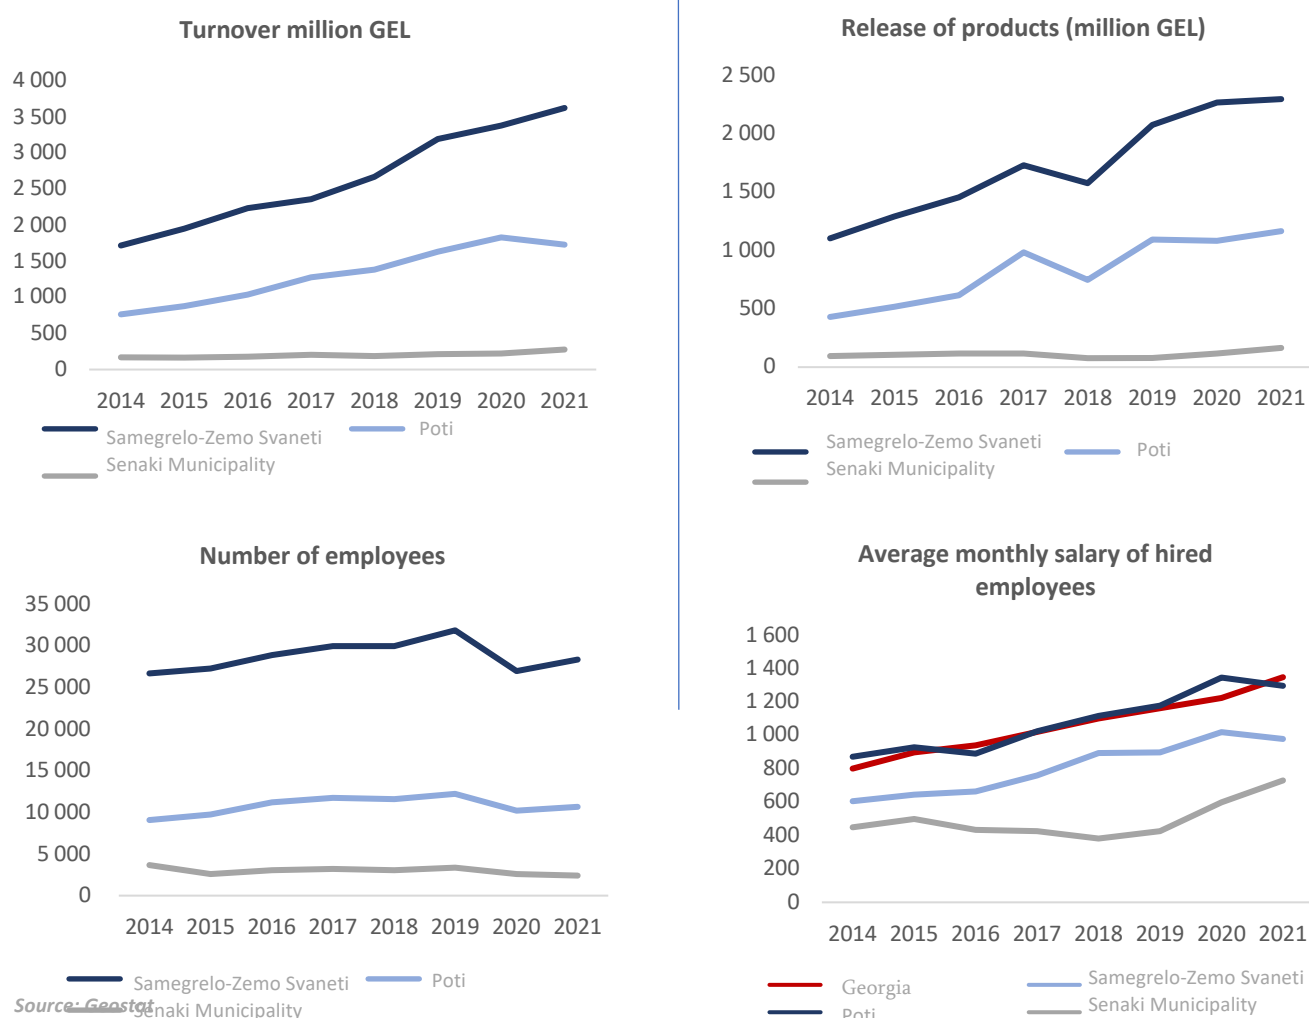 Turnover million GEL
4 000
3 500
3 000
2 500
2 000
1 500
1 000
500
0
2014 2015 2016 2017 2018 2019 2020 2021
Samegrelo-Zemo Svaneti Poti
Senaki Municipality
Release of products (million GEL)
2 500
2 000
1 500
1 000
500
0
2014 2015 2016 2017 2018 2019 2020 2021
Samegrelo-Zemo Svaneti
Senaki Municipality Poti
Number of employees
35 000
30 000
25 000
20 000
15 000
10 000
5 000
0
2014 2015 2016 2017 2018 2019 2020 2021
Samegrelo-Zemo Svaneti Poti
Senaki Municipality
Source: Geostat
Average monthly salary of hired
employees
1 600
1 400
1 200
1 000
800
600
400
200
0
2014 2015 2016 2017 2018 2019 2020 2021
Georgia Samegrelo-Zemo Svaneti
Poti Senaki Municipality